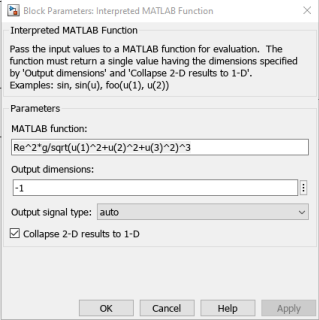 Block Parameters: Interpreted MATLAB Function
Interpreted MATLAB Function
Pass the input values to a MATLAB function for evaluation. The
function must return a single value having the dimensions specified
by 'Output dimensions' and 'Collapse 2-D results to 1-D'.
Examples: sin, sin(u), foo(u(1), u(2))
Parameters
MATLAB function:
Re^2*g/sqrt(u(1)^2+u(2)^2+u(3)^2)^3
Output dimensions:
-1
Output signal type: auto
Collapse 2-D results to 1-D
OK Cancel Help Apply